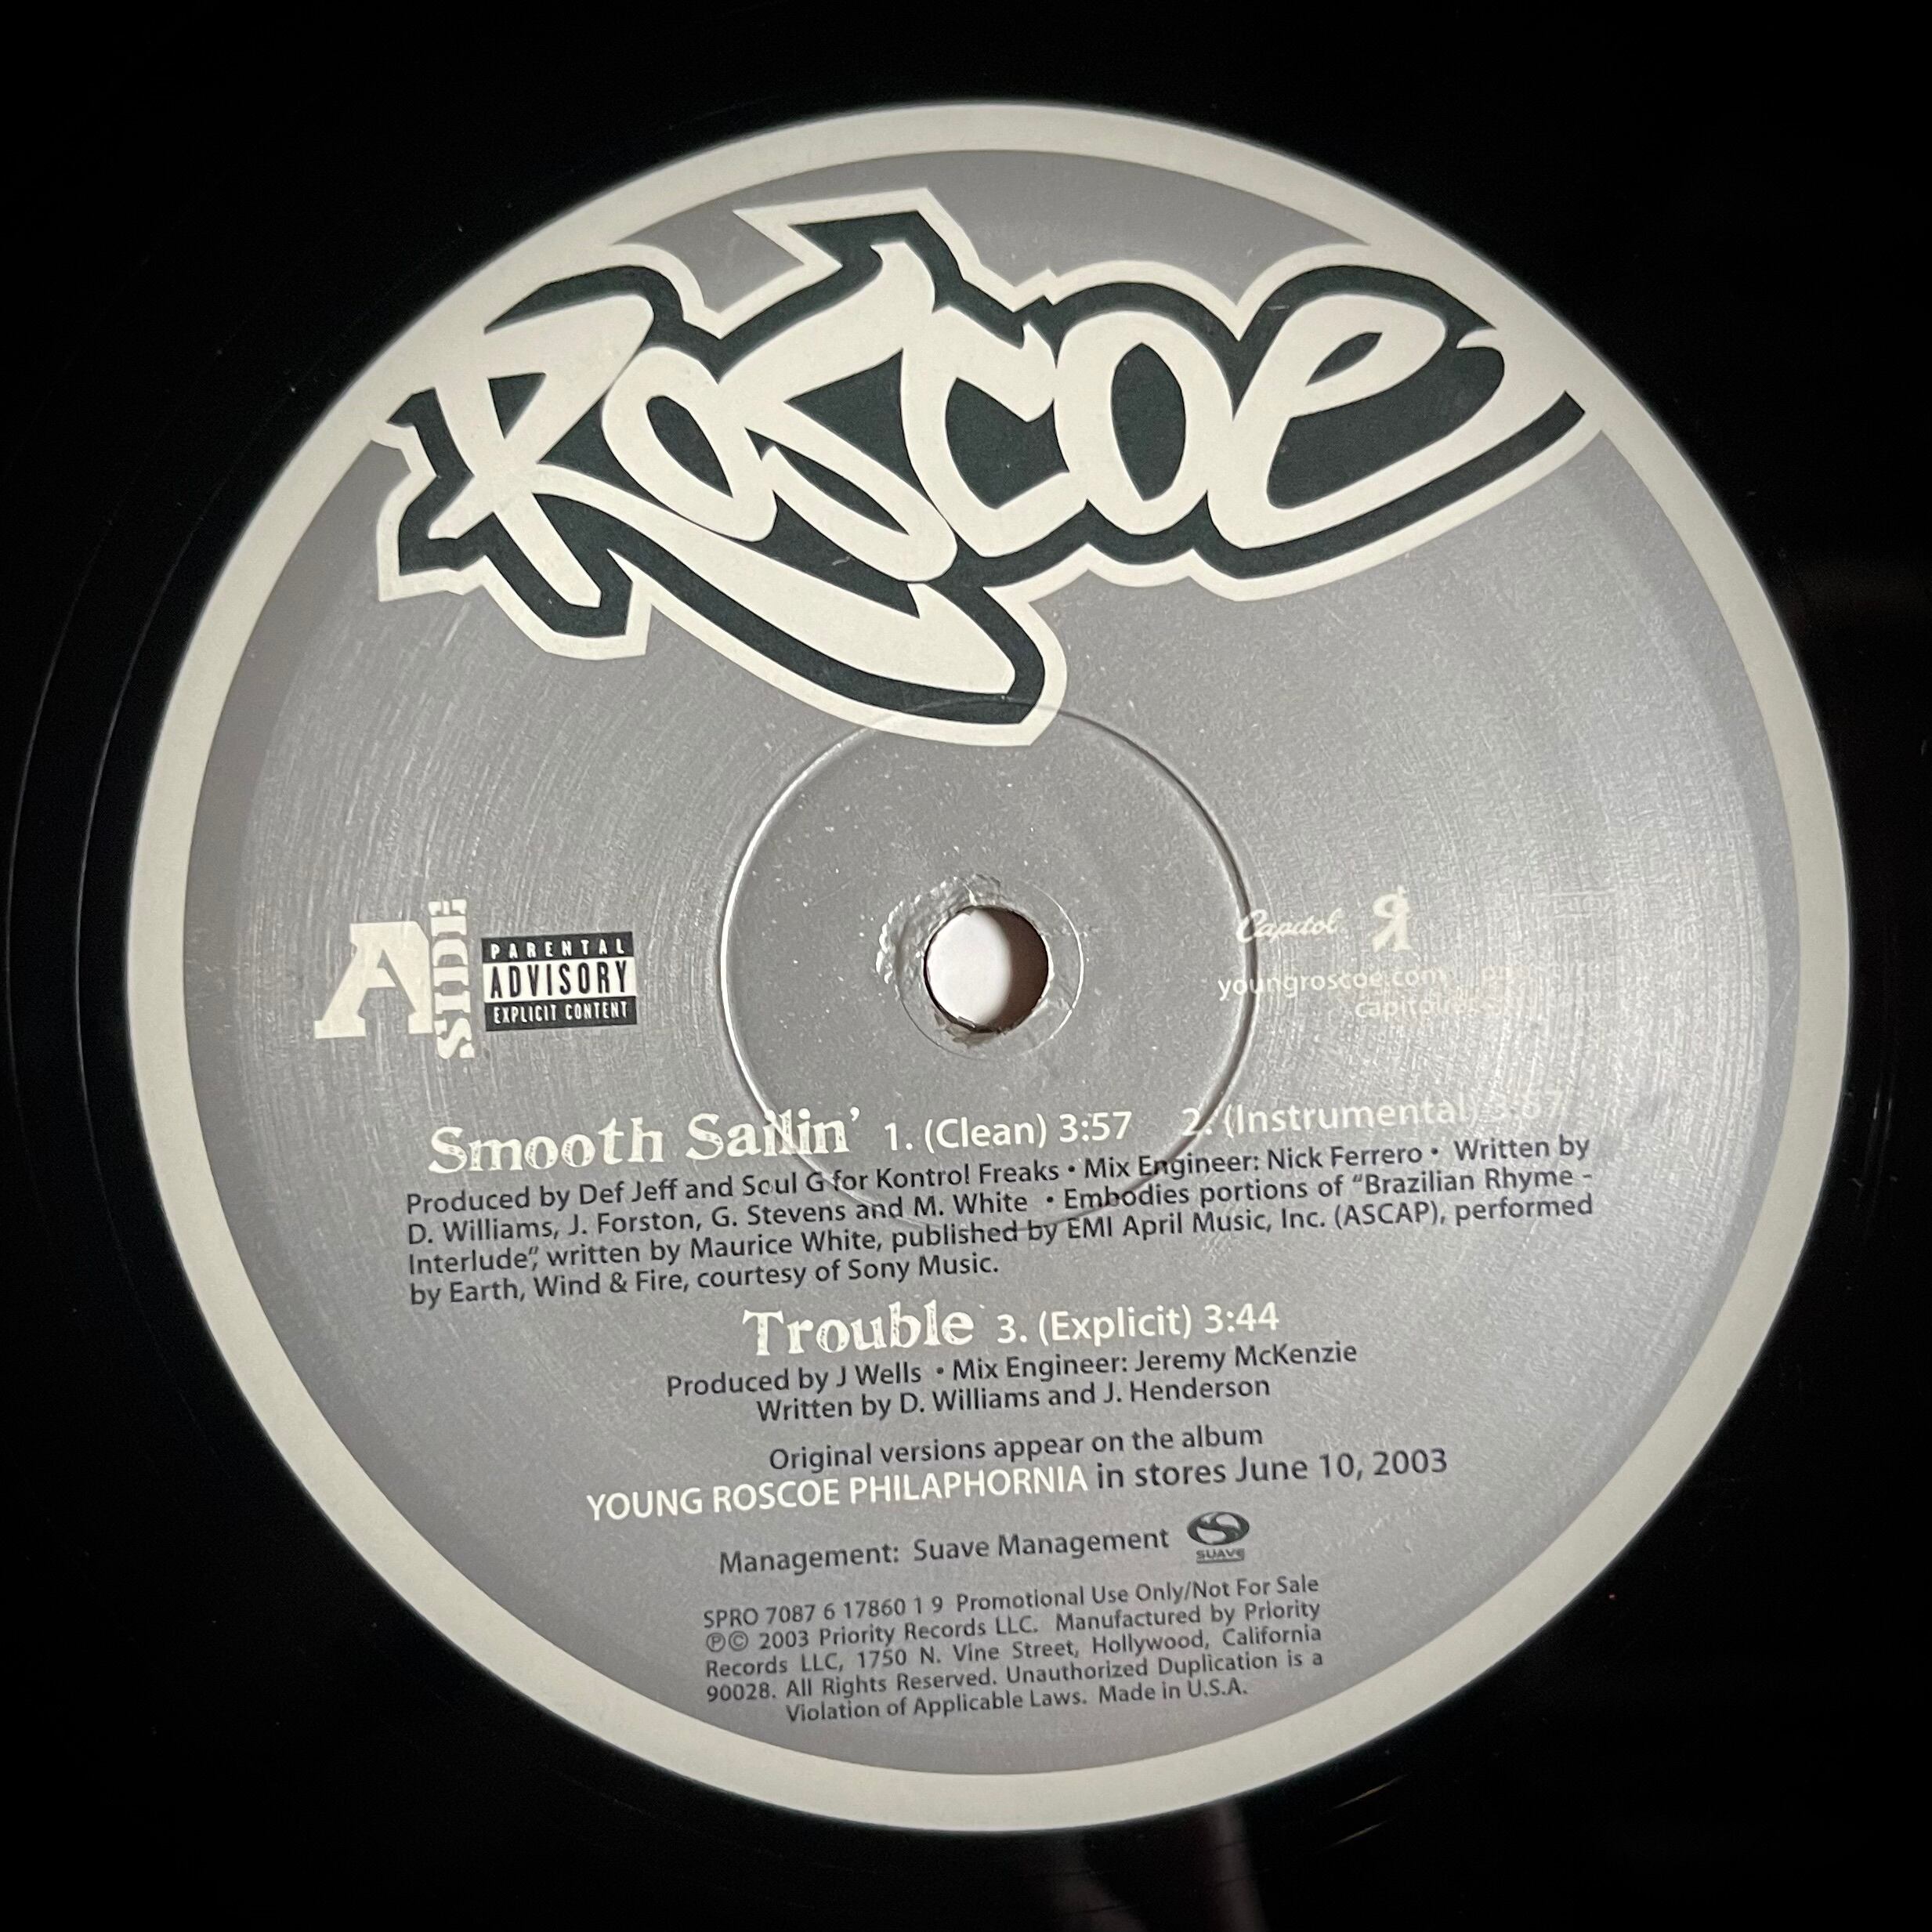 Roscoe
A SIDE
PARENTAL
ADVISORY
EXPLICIT CONTENT
Capitol
youngroscoe.com
Smooth Sailin' 1. (Clean) 3:57 2. (Instrumental) 3:57
Produced by Def Jeff and Soul G for Kontrol Freaks • Mix Engineer: Nick Ferrero • Written by
D. Williams, J. Forston, G. Stevens and M. White • Embodies portions of "Brazilian Rhyme -
Interlude", written by Maurice White, published by EMI April Music, Inc. (ASCAP), performed
by Earth, Wind & Fire, courtesy of Sony Music.
Trouble 3. (Explicit) 3:44
Produced by J Wells • Mix Engineer: Jeremy McKenzie
Written by D. Williams and J. Henderson
Original versions appear on the album
YOUNG ROSCOE PHILAPHORNIA in stores June 10, 2003
Management: Suave Management
SUAVE
SPRO 7087 6 17860 1 9 Promotional Use Only/Not For Sale
℗© 2003 Priority Records LLC. Manufactured by Priority
Records LLC, 1750 N. Vine Street, Hollywood, California
90028. All Rights Reserved. Unauthorized Duplication is a
Violation of Applicable Laws. Made in U.S.A.